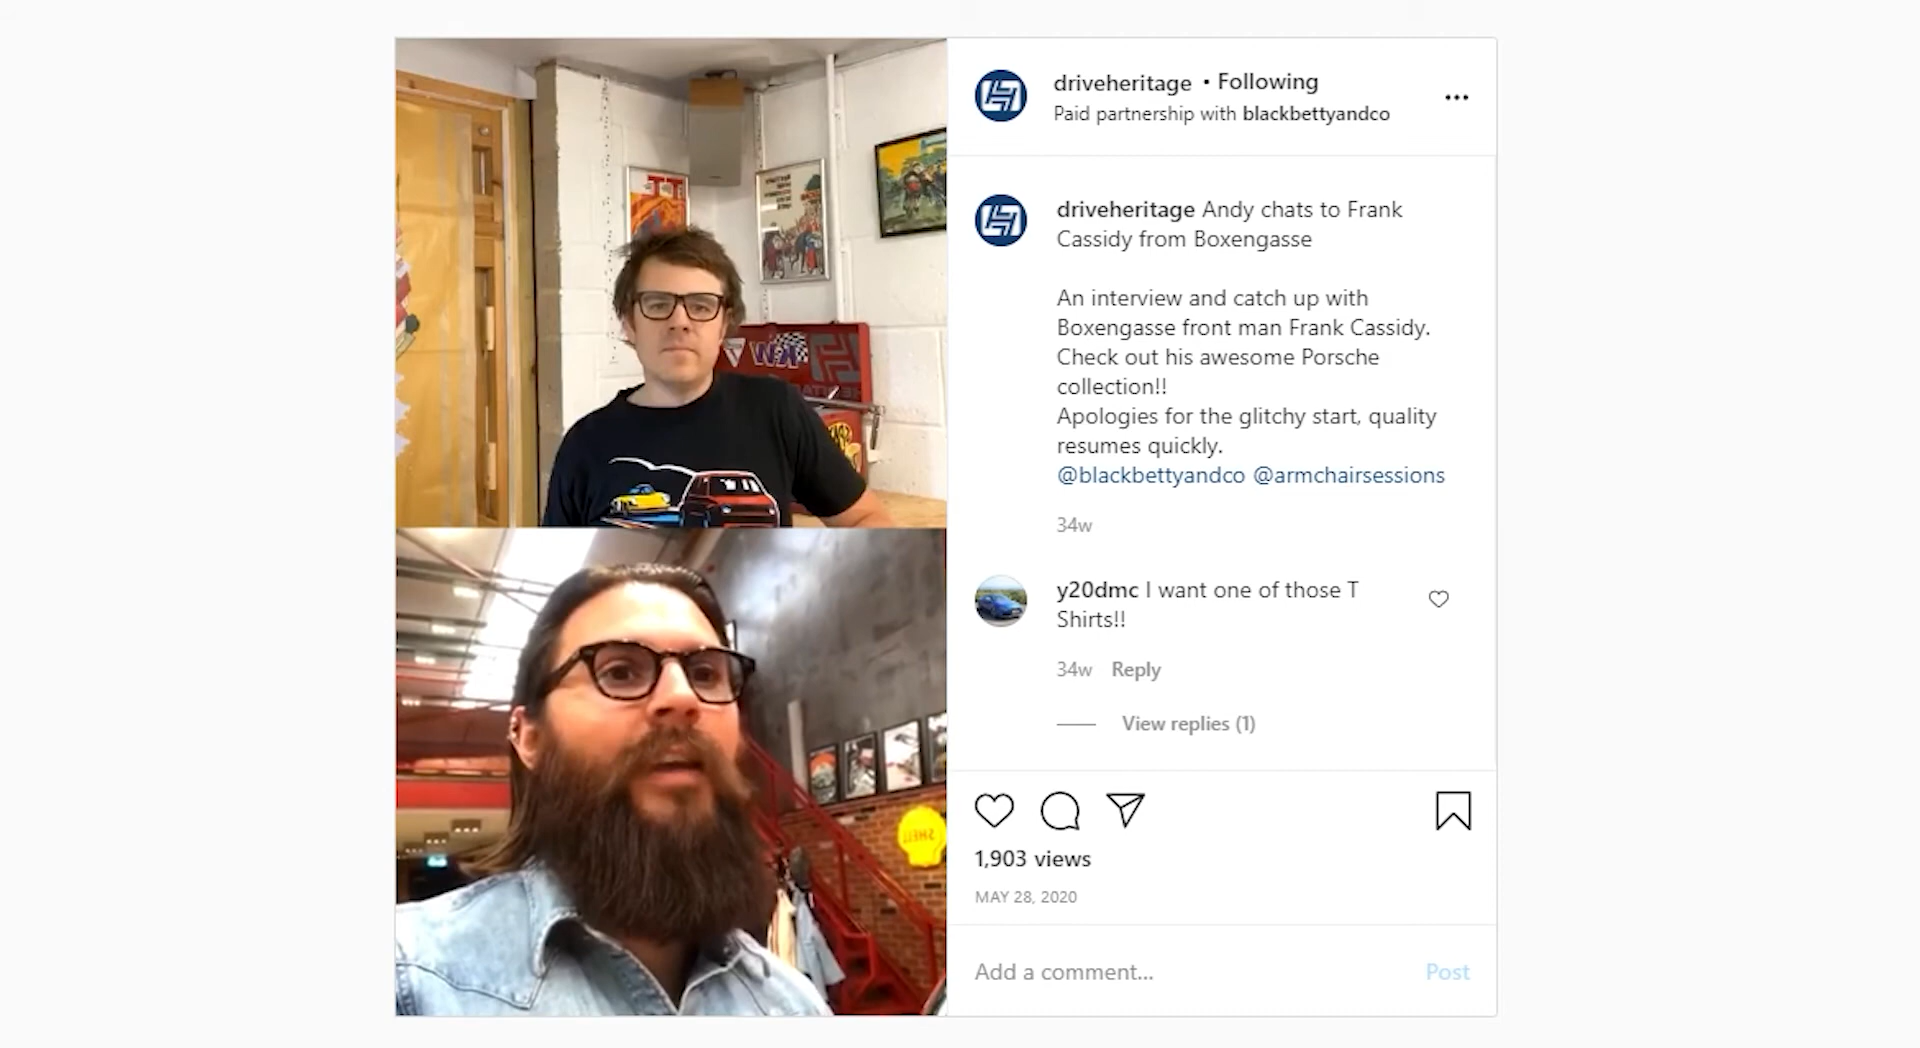 driveheritage • Following
Paid partnership with blackbettyandco
driveheritage Andy chats to Frank
Cassidy from Boxengasse
An interview and catch up with
Boxengasse front man Frank Cassidy.
Check out his awesome Porsche
collection!!
Apologies for the glitchy start, quality
resumes quickly.
@blackbettyandco @armchairsessions
34w
y20dmc I want one of those T
Shirts!!
34w Reply
View replies (1)
1,903 views
MAY 28, 2020
Add a comment...
Post
TT
SHELL